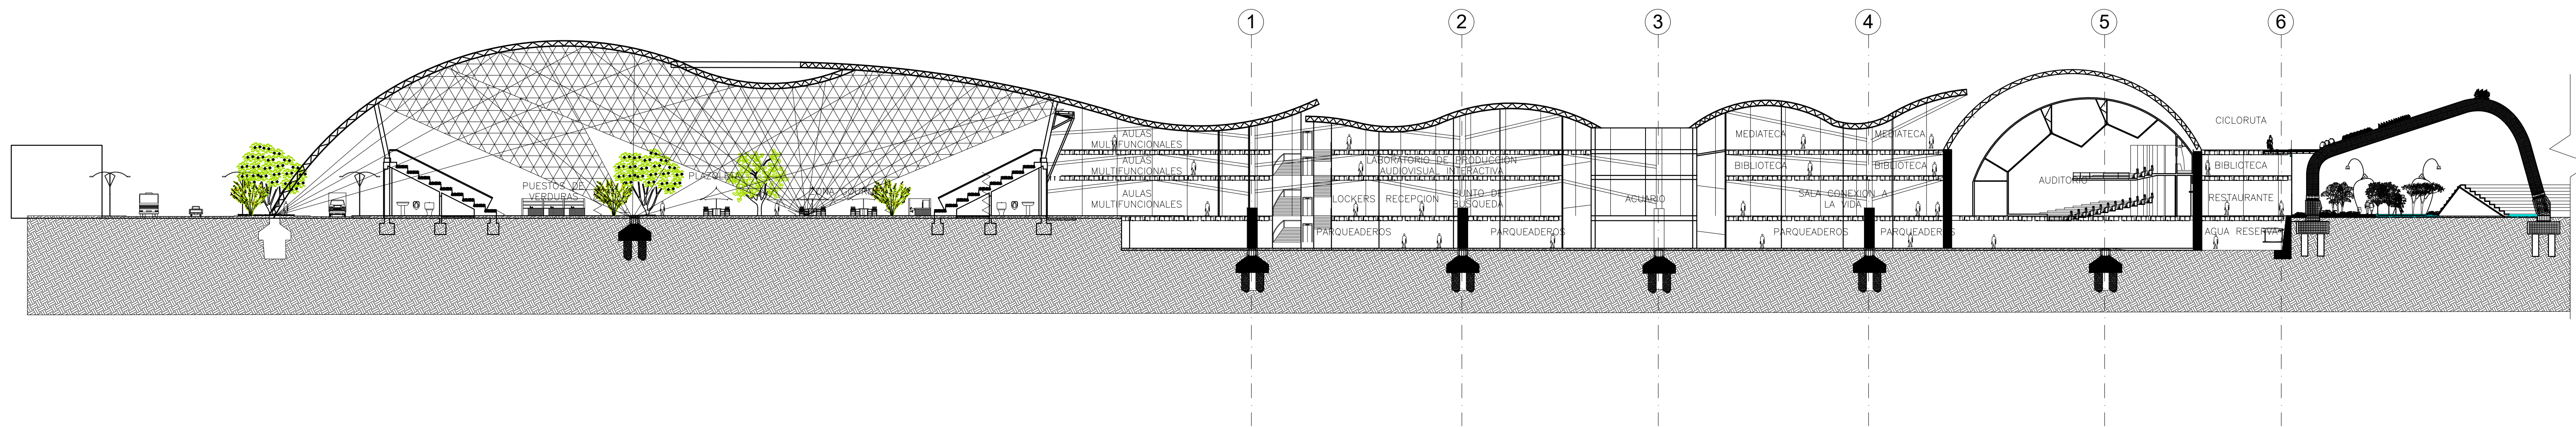 1
2
3
4
5
6
CICLORUTA
AULAS
MULTIFUNCIONALES
MEDIATECA
MEDIATECA
AULAS
MULTIFUNCIONALES
LABORATORIO DE PRODUCCION
AUDIOVISUAL INTERACTIVA
BIBLIOTECA
BIBLIOTECA
BIBLIOTECA
PLAZOLETA
AUDITORIO
PUESTOS DE
VERDURAS
ZONA GOURMET
AULAS
MULTIFUNCIONALES
LOCKERS
RECEPCION
PUNTO DE
BUSQUEDA
ACUARIO
SALA CONEXION A
LA VIDA
RESTAURANTE
PARQUEADEROS
PARQUEADEROS
PARQUEADEROS
PARQUEADEROS
AGUA RESERVA